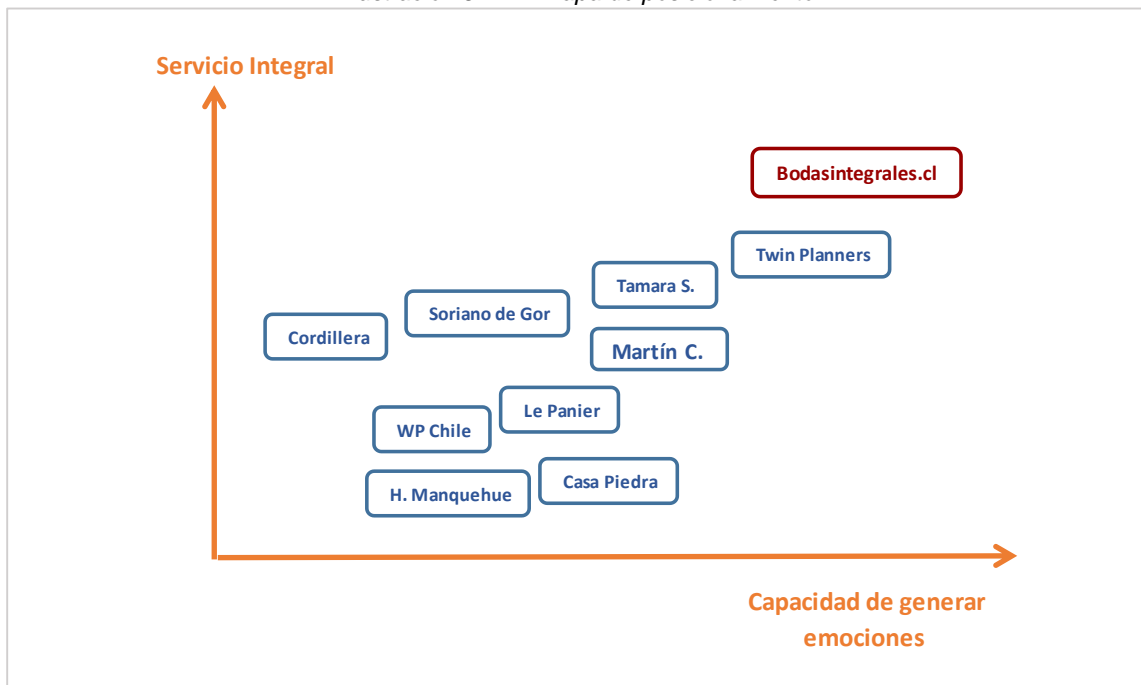 Servicio Integral
Bodasintegrales.cl
Twin Planners
Tamara S.
Soriano de Gor
Cordillera
Martín C.
Le Panier
WP Chile
Casa Piedra
H. Manquehue
Capacidad de generar
emociones